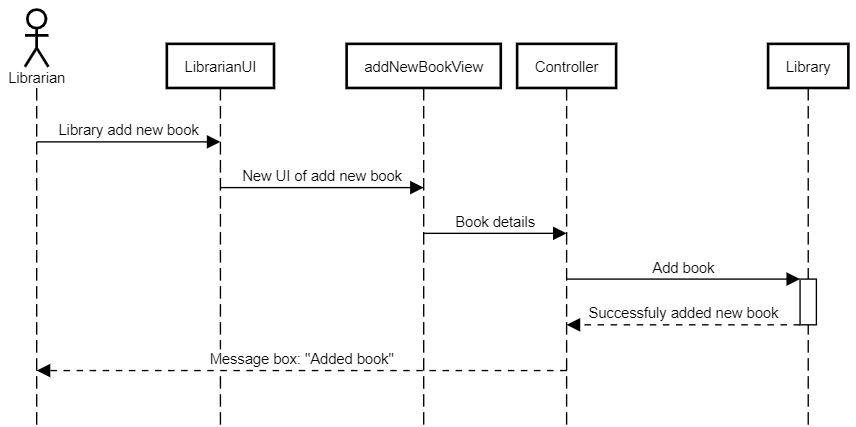 Librarian
LibrarianUI
addNewBookView
Controller
Library
Library add new book
New UI of add new book
Book details
Add book
Successfuly added new book
Message box: "Added book"